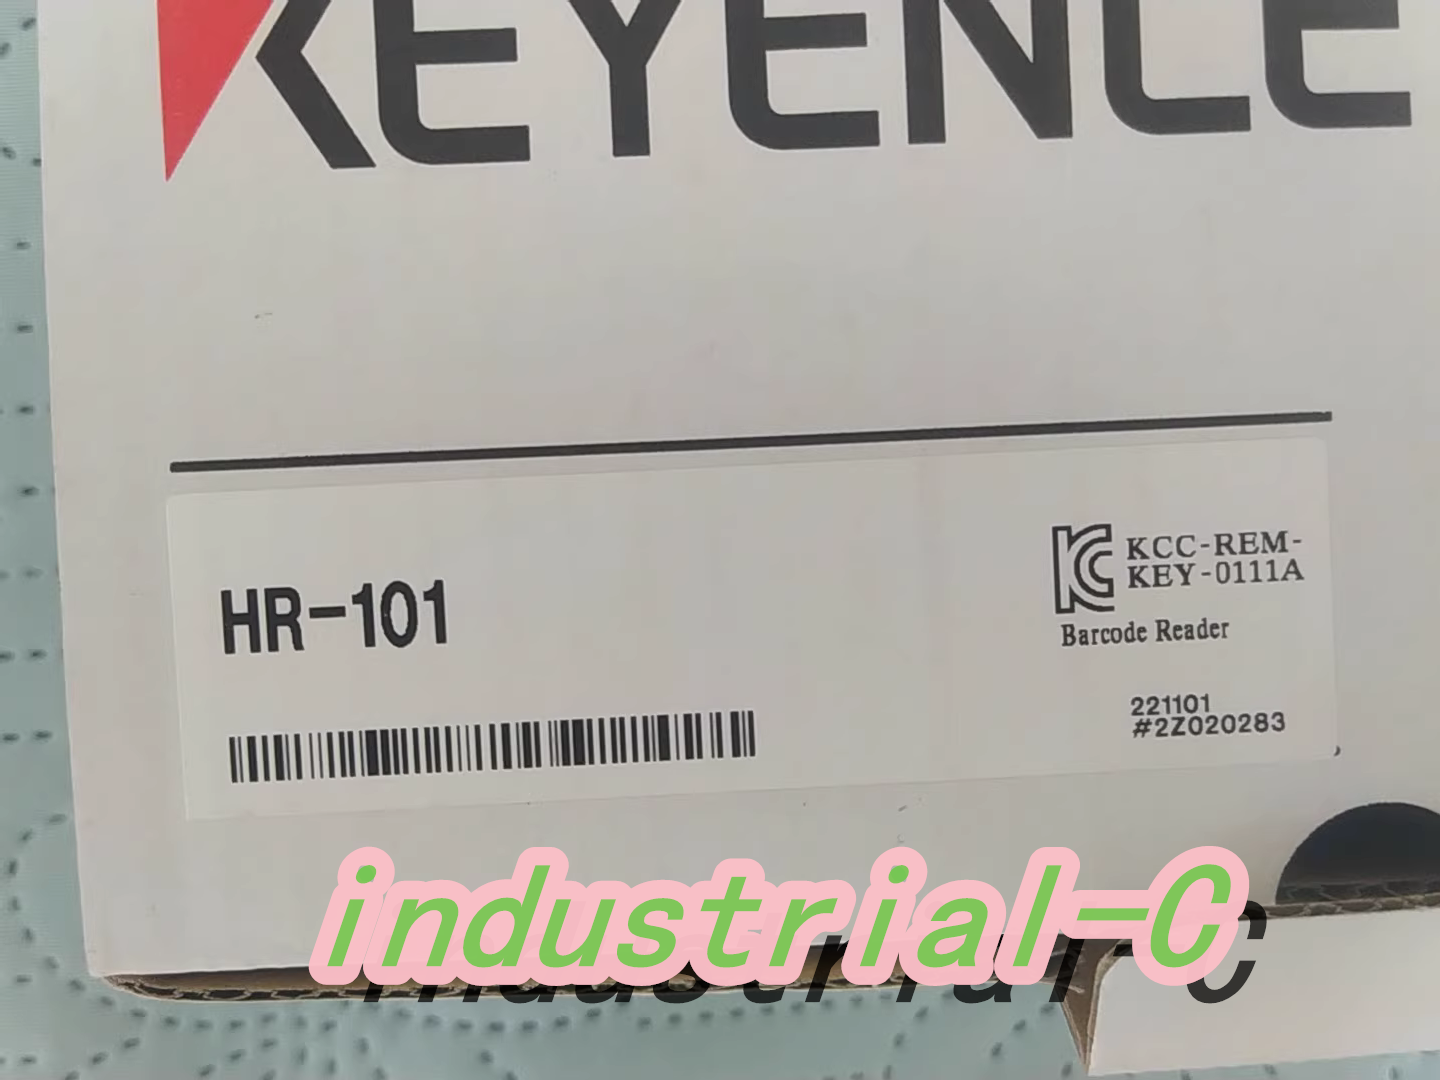 KEYENCE
HR-101
KCC-REM-
KEY-0111A
Barcode Reader
221101
#2Z020283
industrial-C